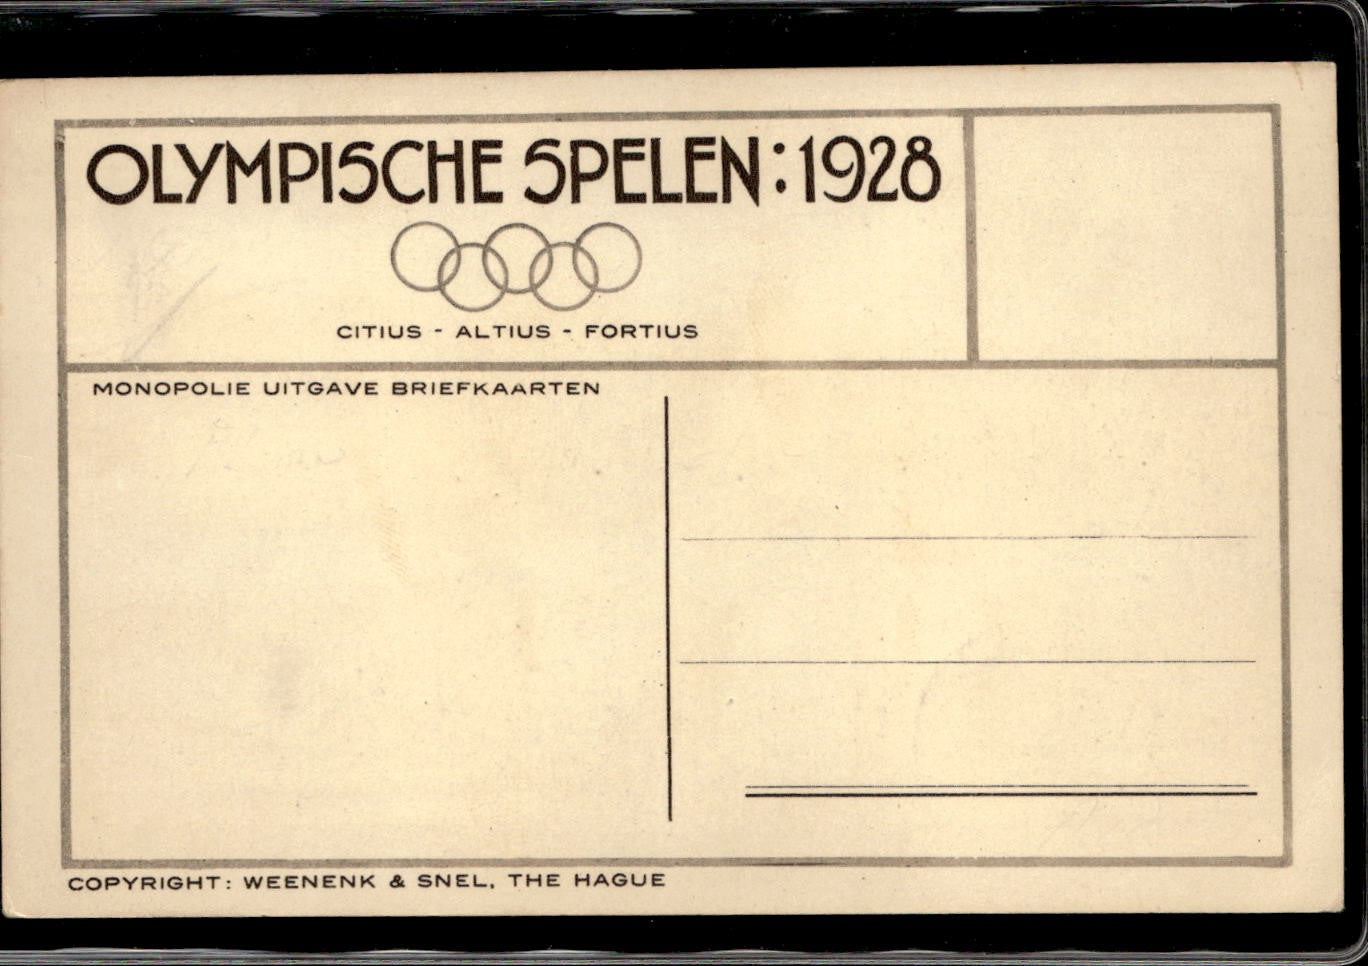 OLYMPISCHE SPELEN : 1928
CITIUS - ALTIUS - FORTIUS
MONOPOLIE UITGAVE BRIEFKAARTEN
COPYRIGHT: WEENENK & SNEL, THE HAGUE